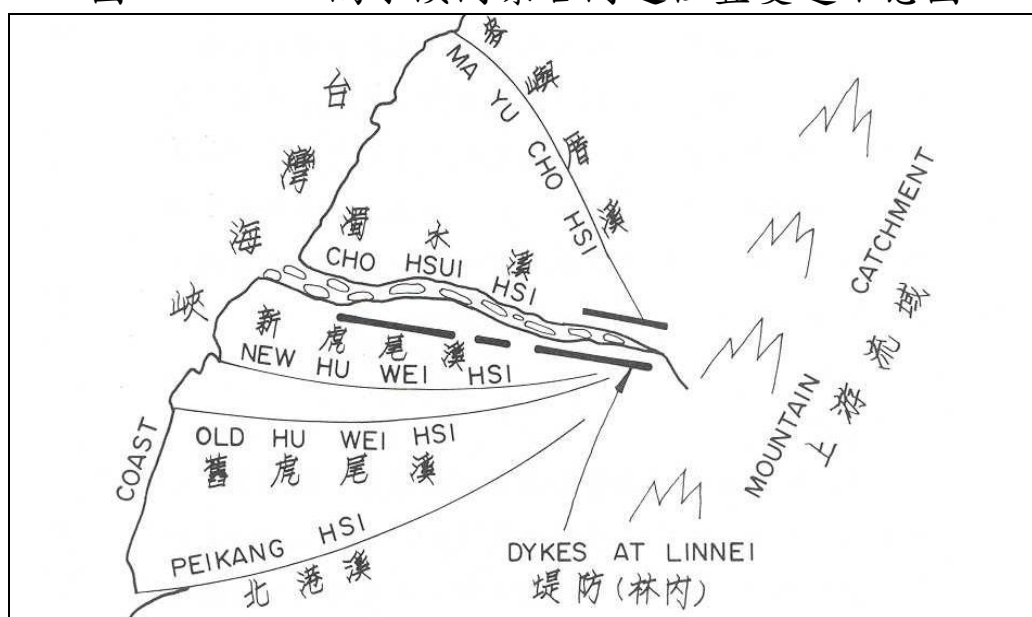 台灣海峽
嶼厝溪
MA YU CHO HSI
濁水溪
CHO HSUI HSI
新虎尾溪
NEW HU WEI HSI
OLD HU WEI HSI
舊虎尾溪
COAST
PEIKANG HSI
北港溪
DYKES AT LINNEI
堤防(林內)
MOUNTAIN CATCHMENT
上游流域